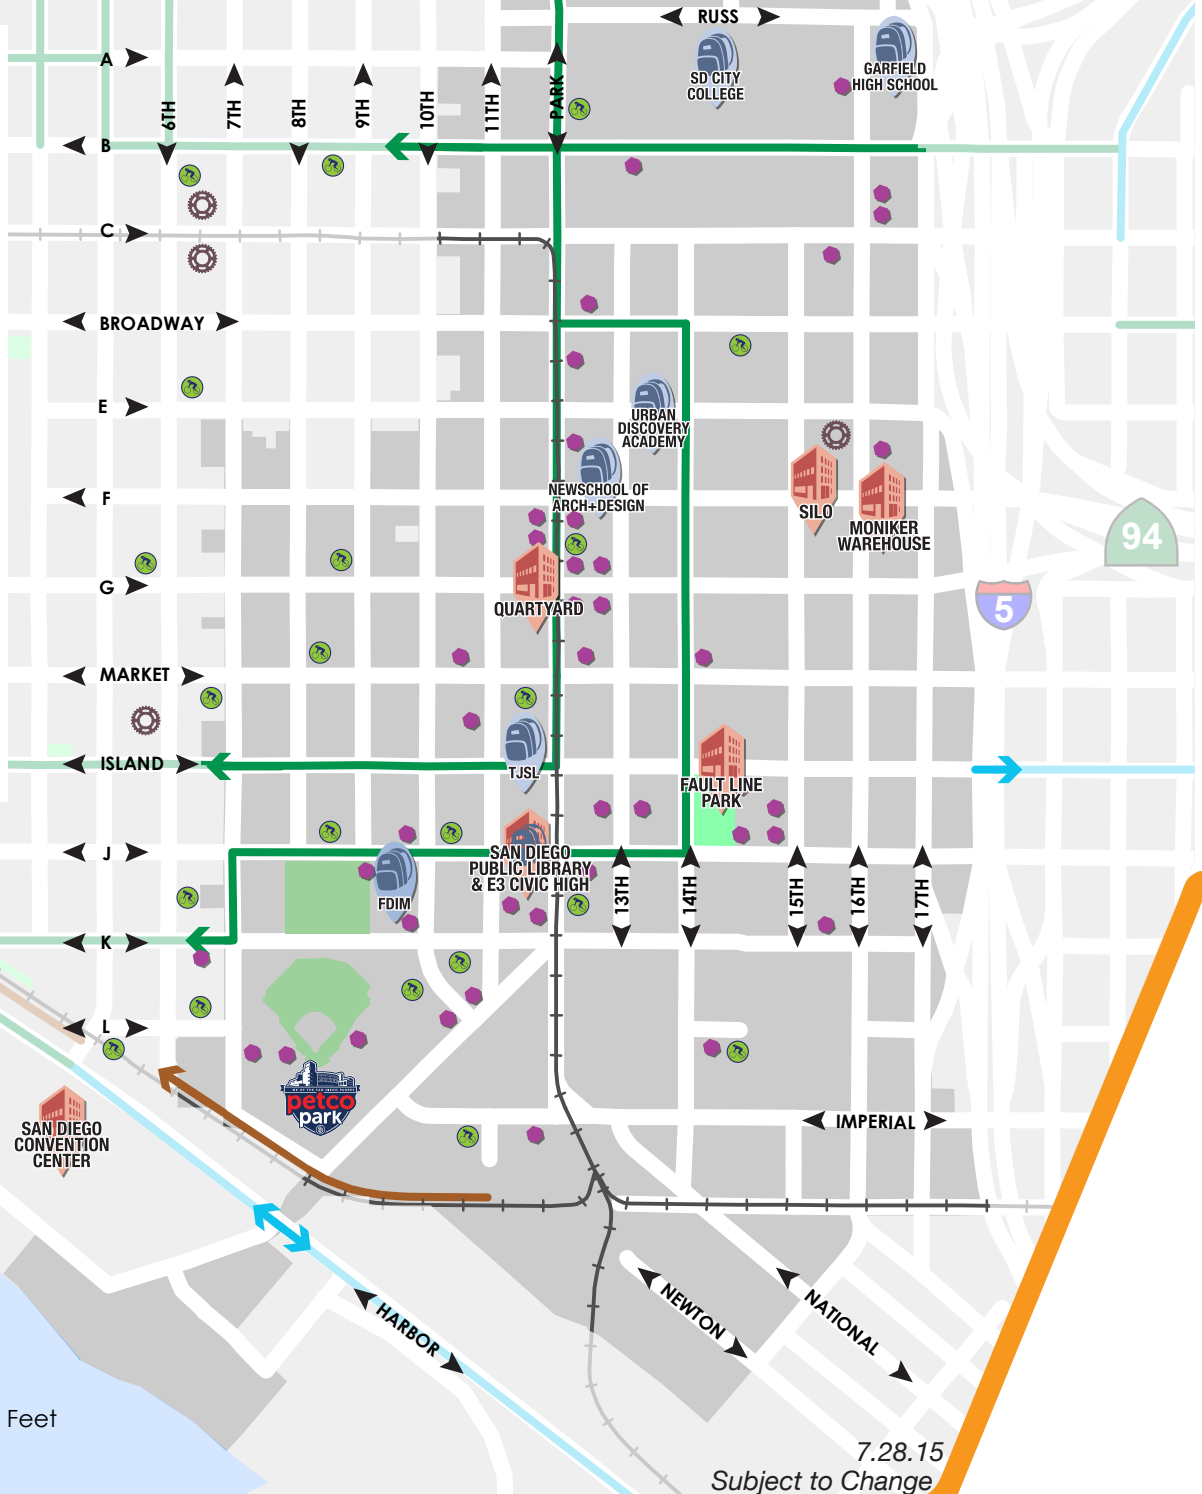 RUSS
A
SD CITY
COLLEGE
GARFIELD
HIGH SCHOOL
6TH
7TH
8TH
9TH
10TH
11TH
PARK
B
C
BROADWAY
E
URBAN
DISCOVERY
ACADEMY
F
NEWSCHOOL OF
ARCH+DESIGN
SILO
MONIKER
WAREHOUSE
94
G
5
QUARTYARD
MARKET
ISLAND
TJSL
FAULT LINE
PARK
J
SAN DIEGO
PUBLIC LIBRARY
& E3 CIVIC HIGH
FDIM
13TH
14TH
15TH
16TH
17TH
K
L
petco
park
SAN DIEGO
CONVENTION
CENTER
IMPERIAL
HARBOR
NEWTON
NATIONAL
Feet
7.28.15
Subject to Change